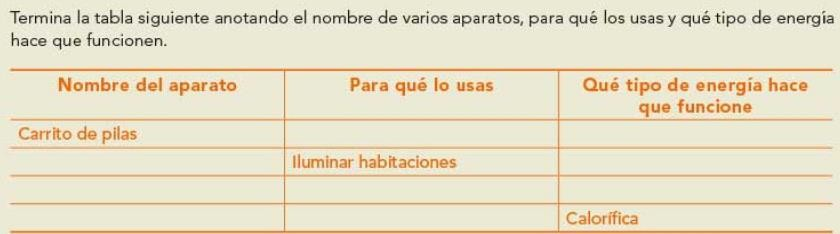 Termina la tabla siguiente anotando el nombre de varios aparatos, para qué los usas y qué tipo de energía
hace que funcionen.
Nombre del aparato Para qué lo usas Qué tipo de energía hace
que funcione
Carrito de pilas
Iluminar habitaciones
Calorífica